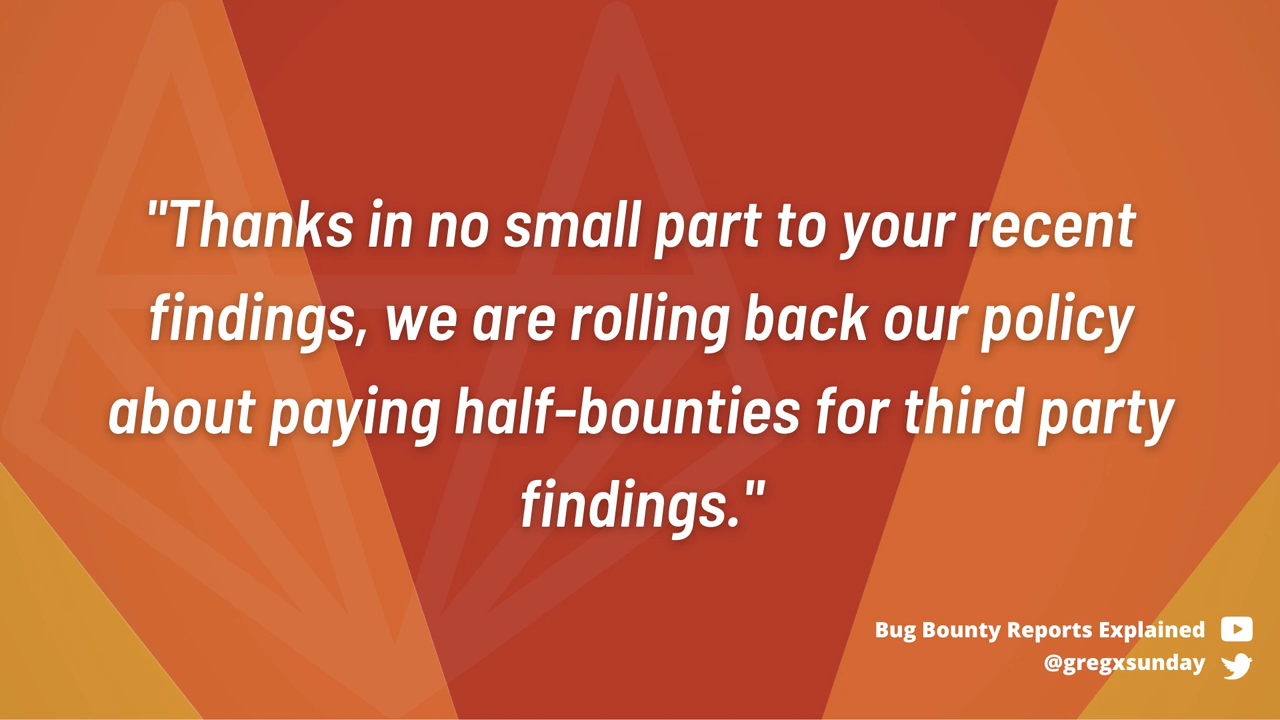 "Thanks in no small part to your recent
findings, we are rolling back our policy
about paying half-bounties for third party
findings."
Bug Bounty Reports Explained
@gregxsunday